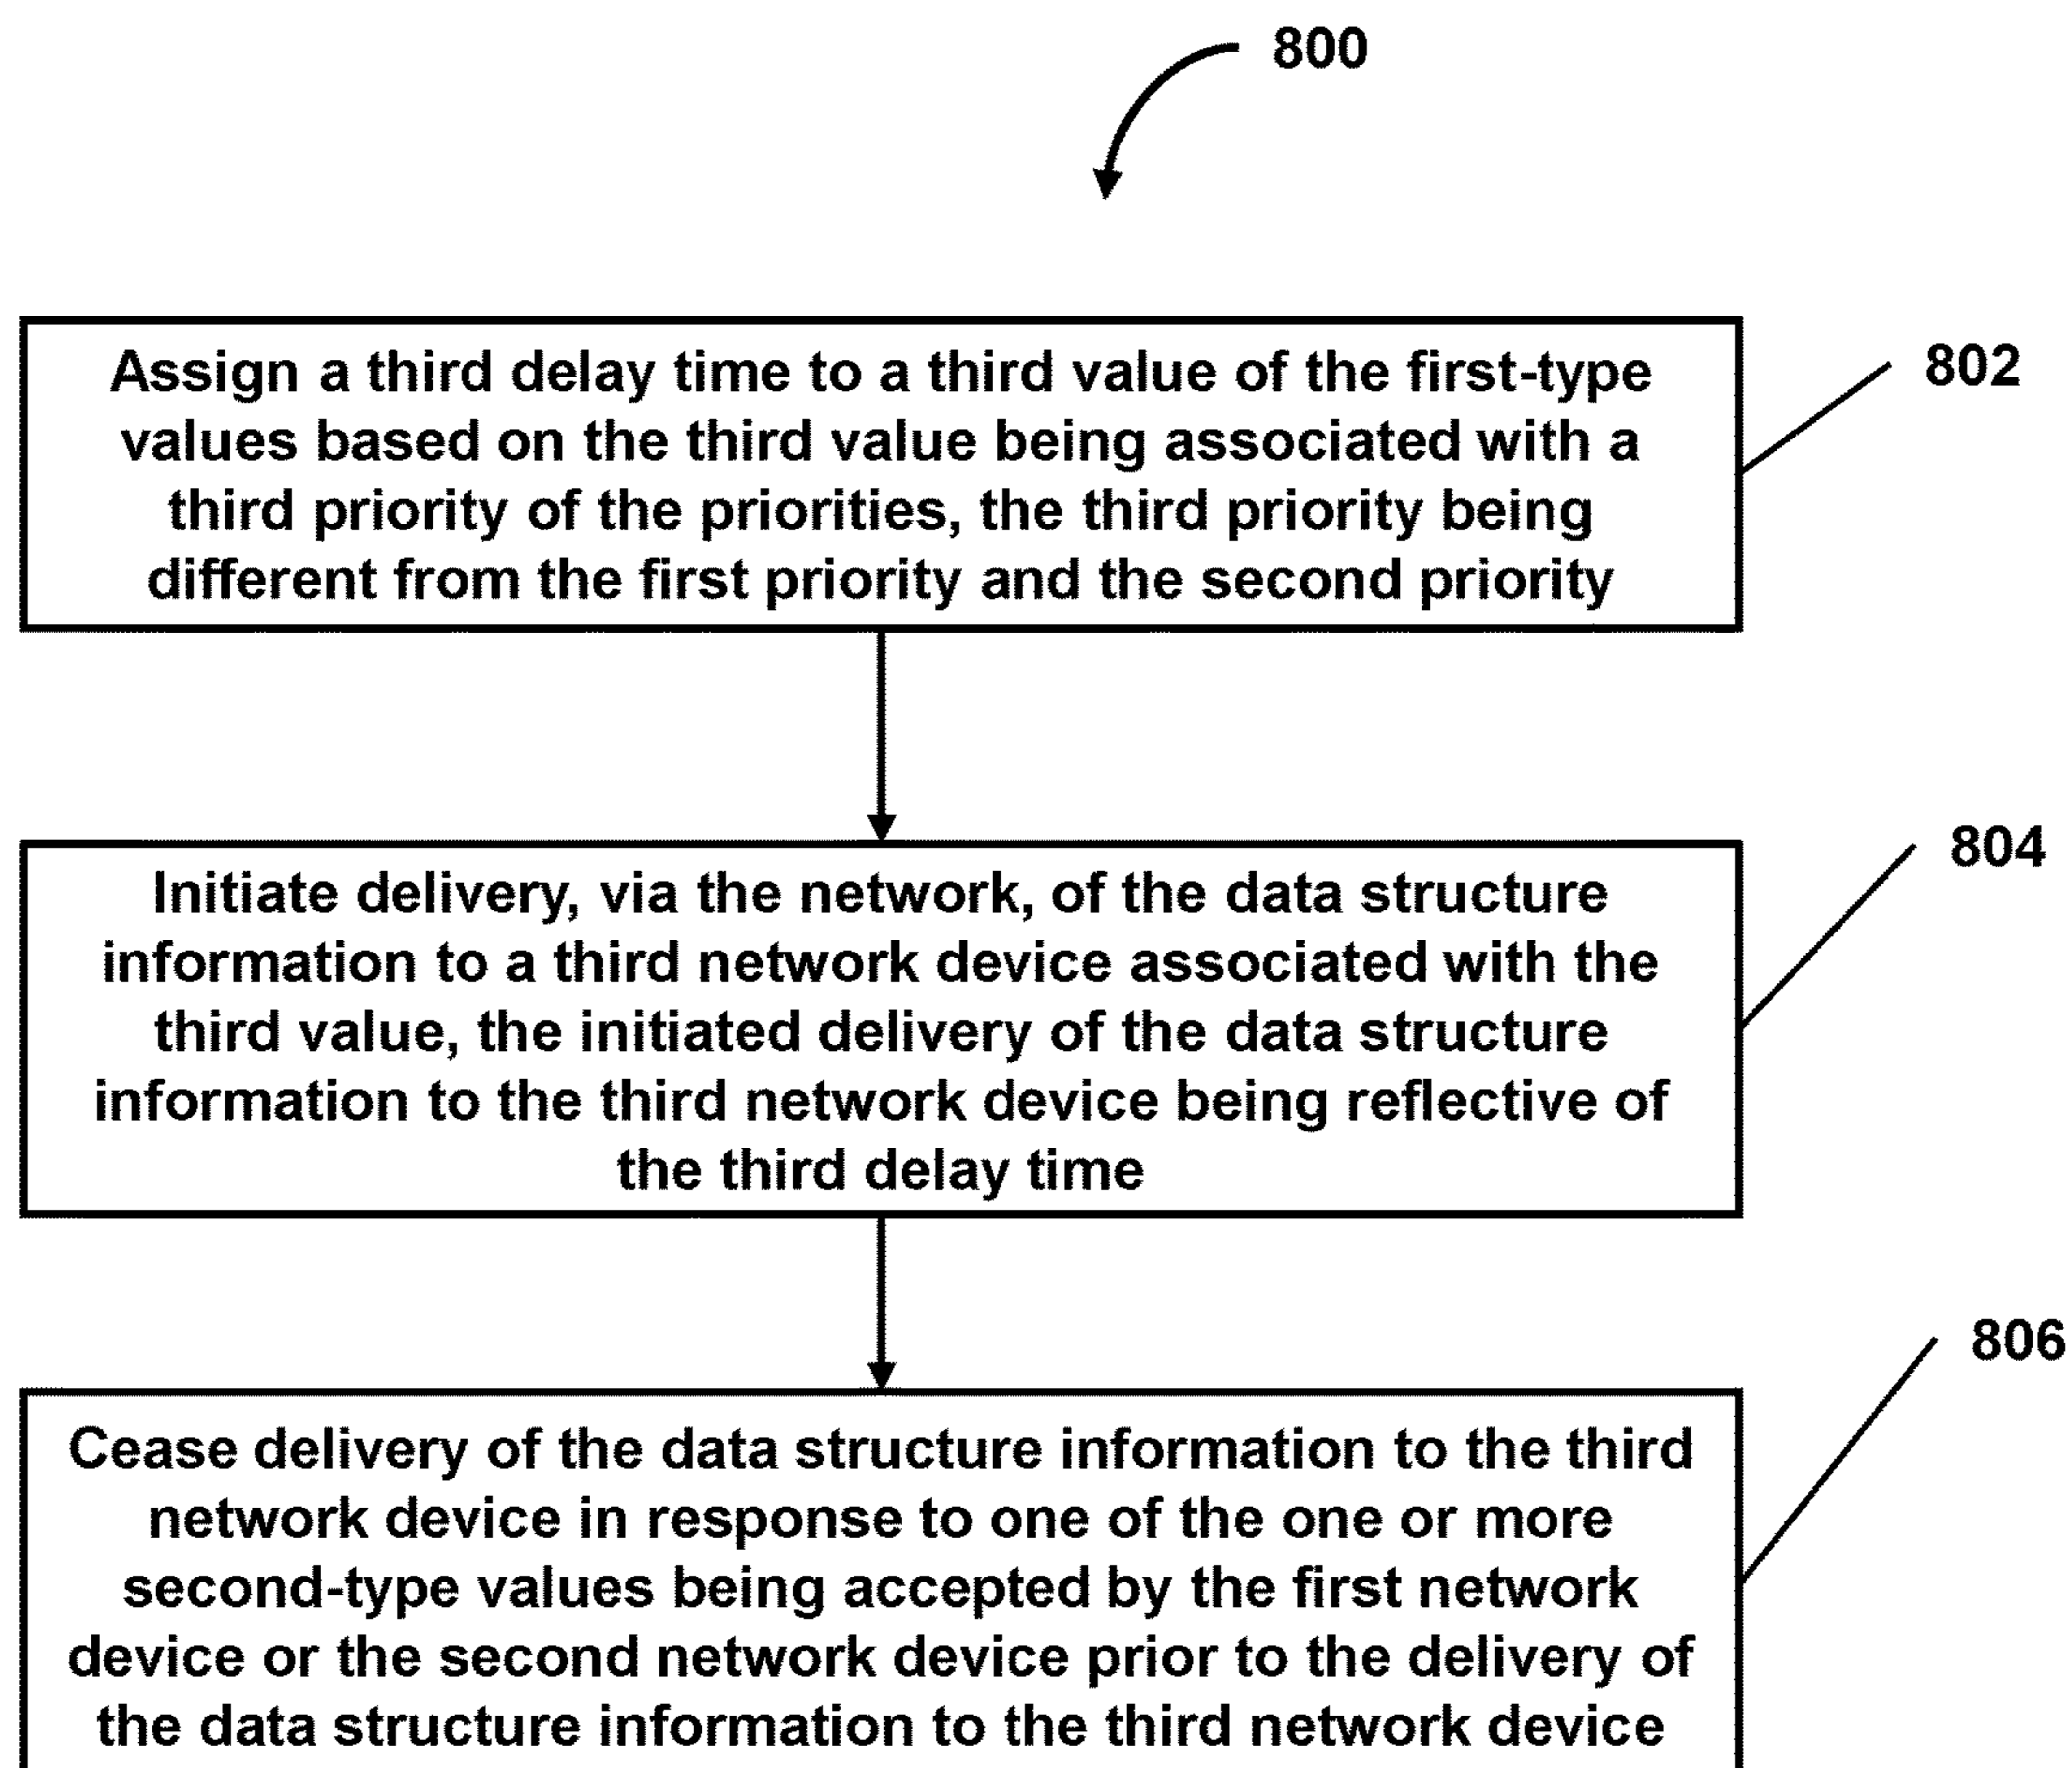 800
Assign a third delay time to a third value of the first-type
values based on the third value being associated with a
third priority of the priorities, the third priority being
different from the first priority and the second priority
802
Initiate delivery, via the network, of the data structure
information to a third network device associated with the
third value, the initiated delivery of the data structure
information to the third network device being reflective of
the third delay time
804
Cease delivery of the data structure information to the third
network device in response to one of the one or more
second-type values being accepted by the first network
device or the second network device prior to the delivery of
the data structure information to the third network device
806